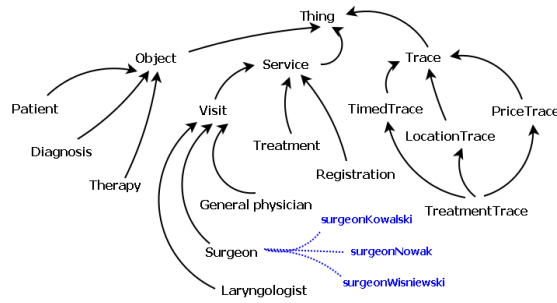 Thing
Object
Service
Trace
Patient
Visit
TimedTrace
PriceTrace
LocationTrace
Diagnosis
Treatment
Therapy
Registration
General physician
TreatmentTrace
surgeonKowalski
Surgeon
surgeonNowak
surgeonWisniewski
Laryngologist